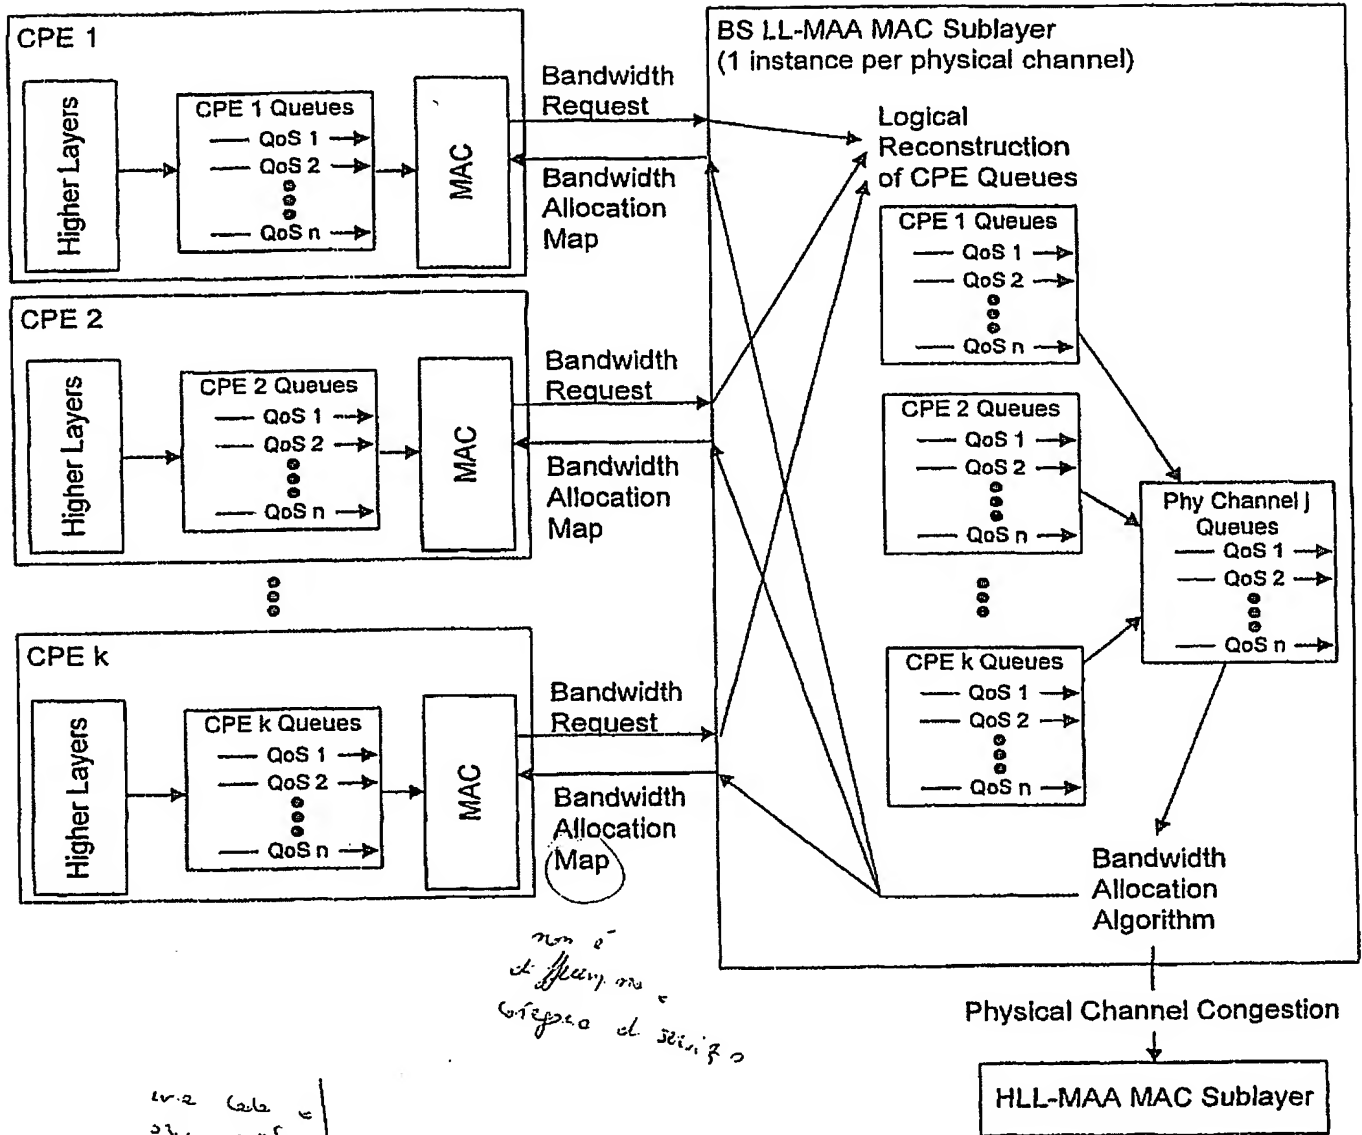 CPE 1
Higher Layers
CPE 1 Queues
QoS 1
QoS 2
QoS n
MAC
Bandwidth
Request
Bandwidth
Allocation
Map
CPE 2
Higher Layers
CPE 2 Queues
QoS 1
QoS 2
QoS n
MAC
Bandwidth
Request
Bandwidth
Allocation
Map
CPE k
Higher Layers
CPE k Queues
QoS 1
QoS 2
QoS n
MAC
Bandwidth
Request
Bandwidth
Allocation
Map
non è
BS LL-MAA MAC Sublayer
(1 instance per physical channel)
Logical
Reconstruction
of CPE Queues
CPE 1 Queues
QoS 1
QoS 2
QoS n
CPE 2 Queues
QoS 1
QoS 2
QoS n
CPE k Queues
QoS 1
QoS 2
QoS n
Phy Channel j
Queues
QoS 1
QoS 2
QoS n
Bandwidth
Allocation
Algorithm
Physical Channel Congestion
HLL-MAA MAC Sublayer